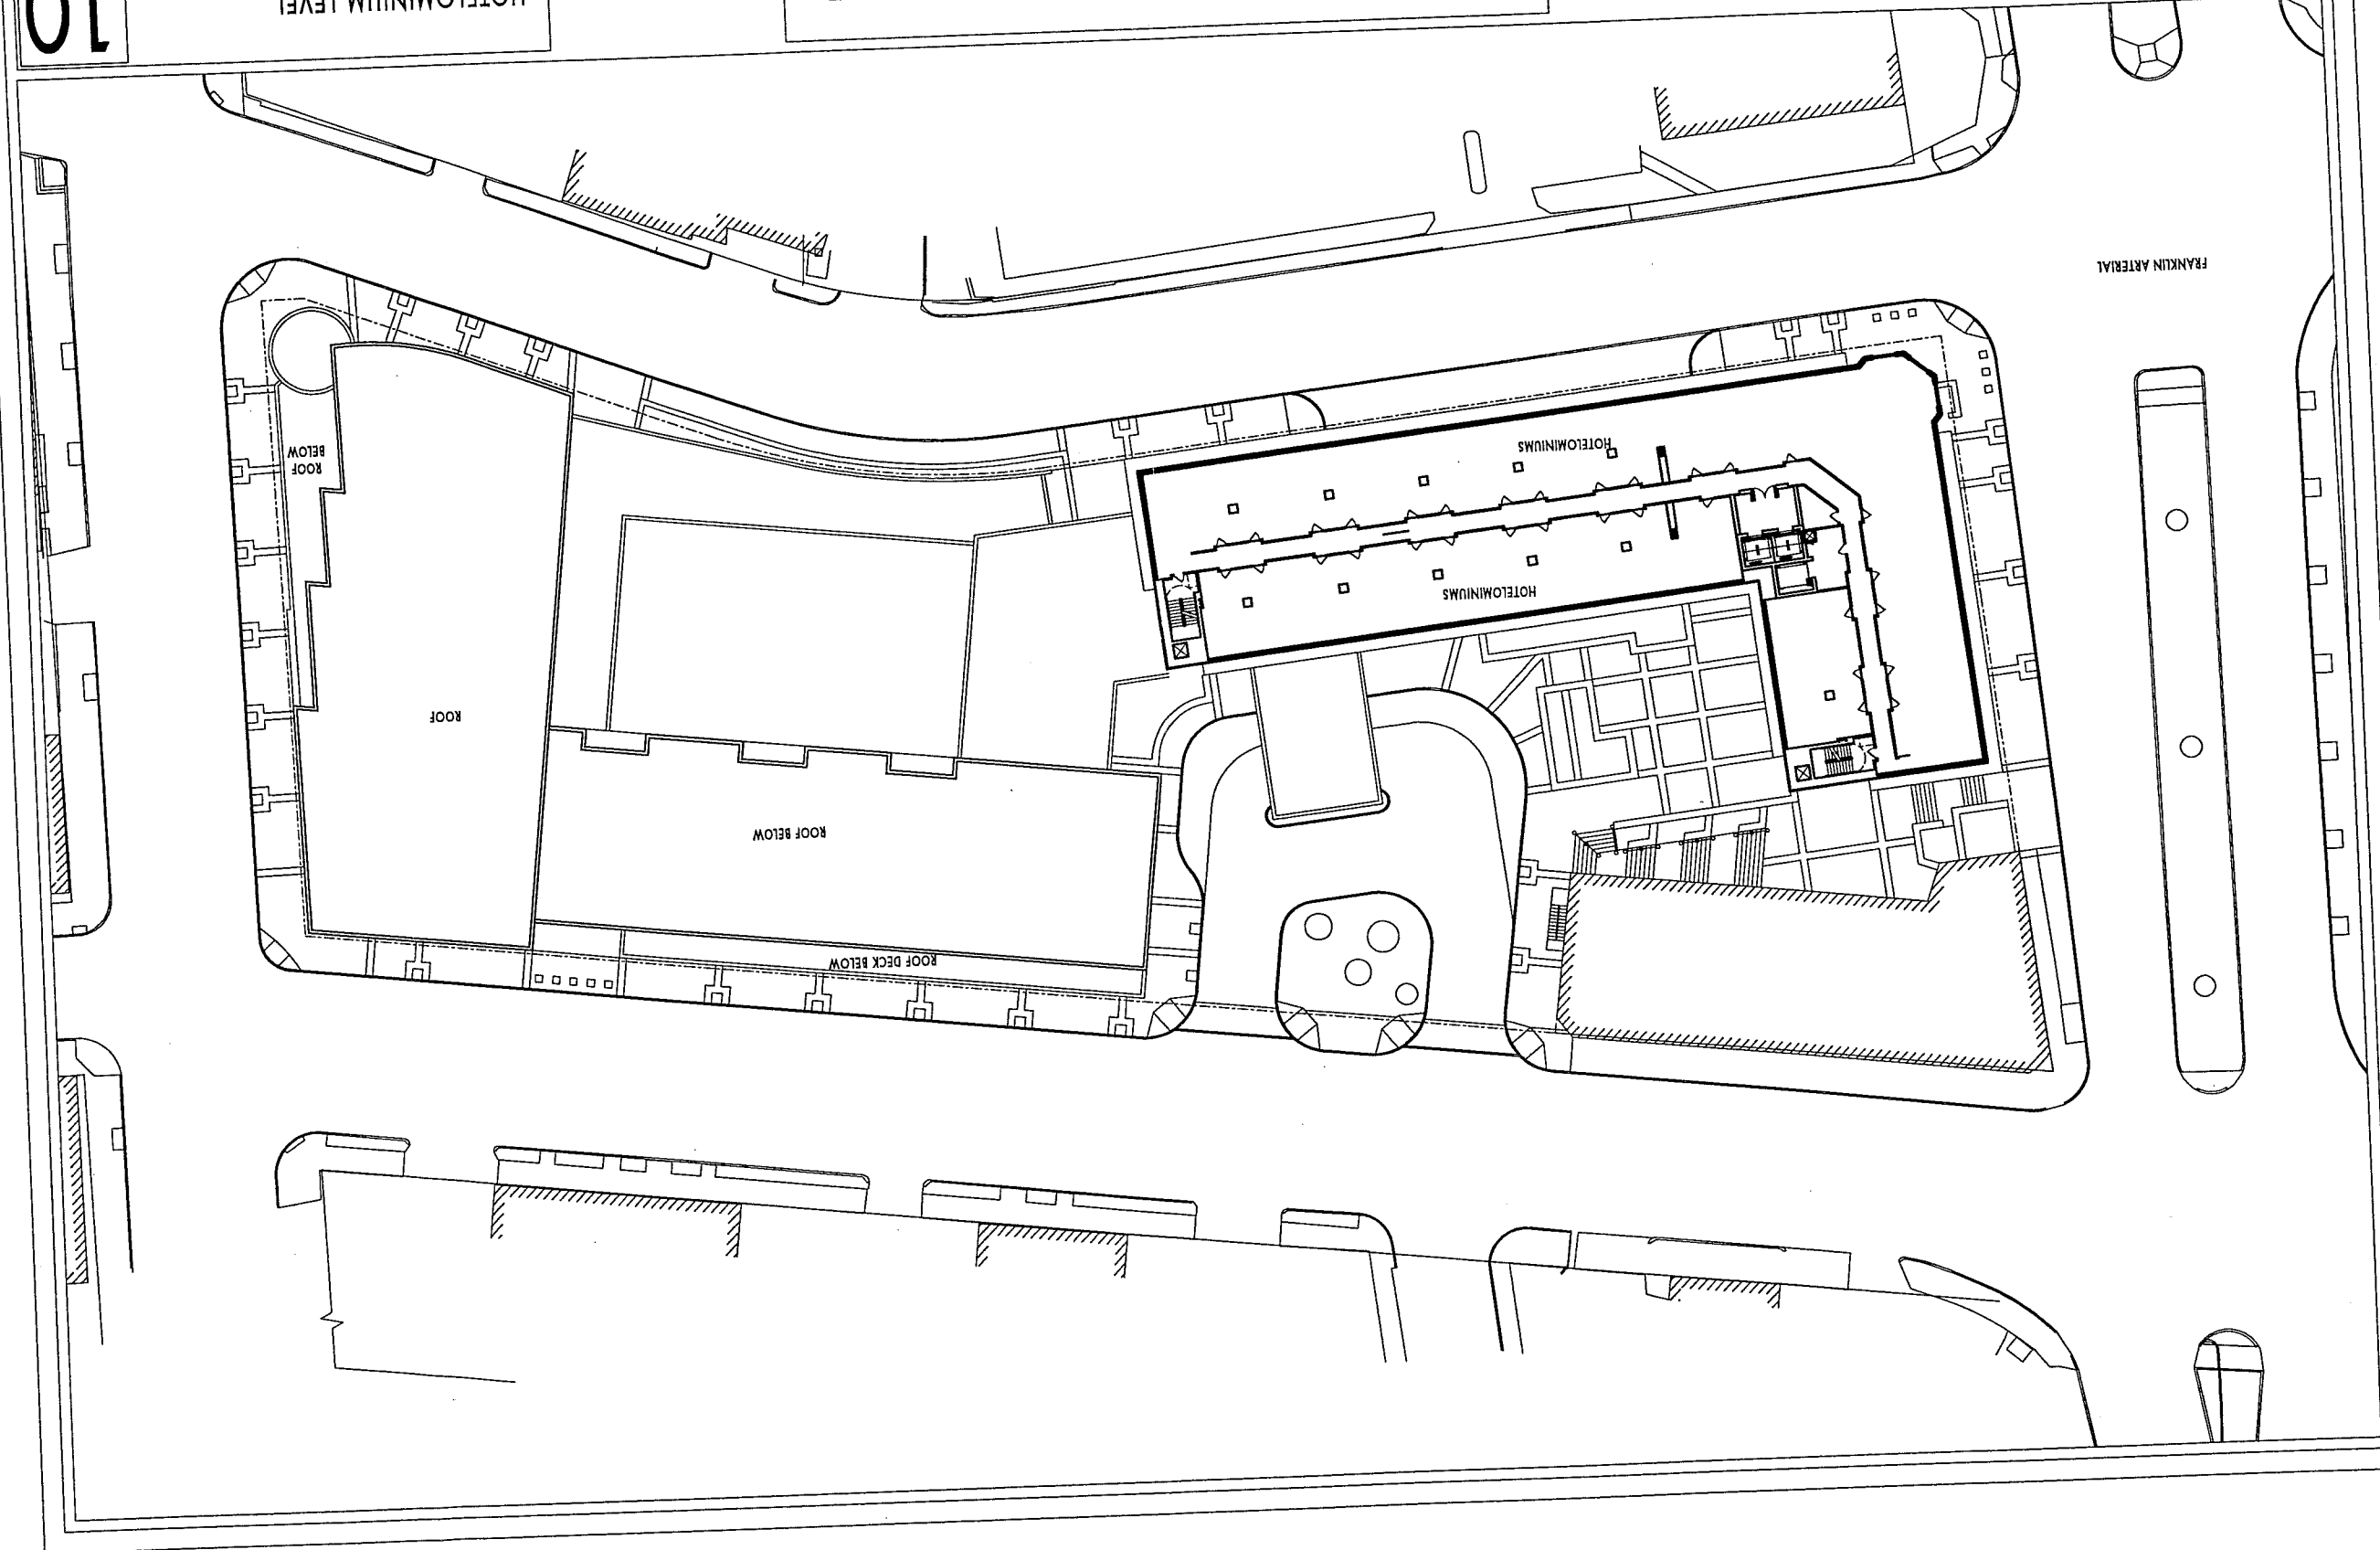 ROOF DECK BELOW
ROOF BELOW
ROOF
HOTELOMINIUMS
ROOF
BELOW
HOTELOMINIUMS
FRANKLIN ARTERIAL
HOTELOMINIUM LEVEL
10